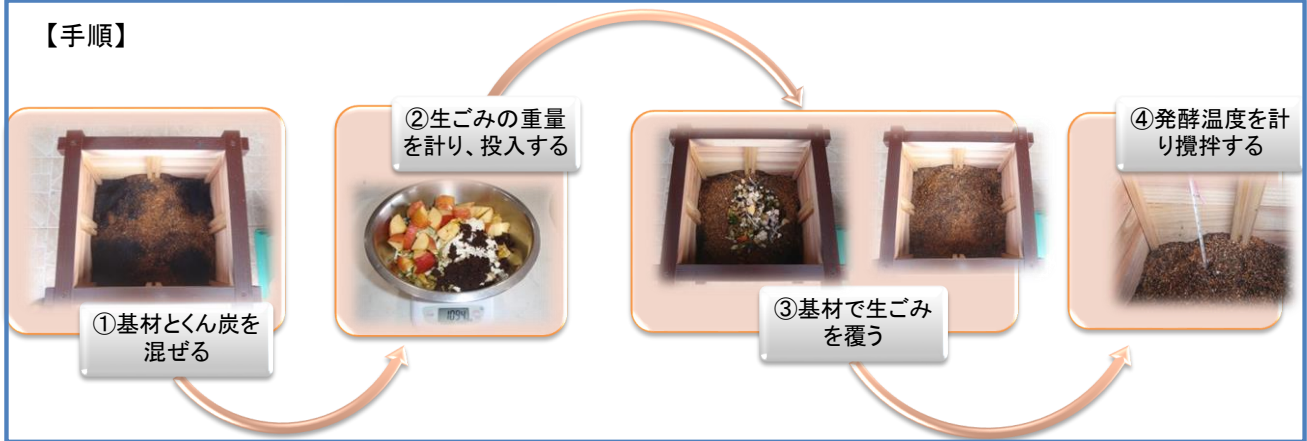 【手順】
①基材とくん炭を
混ぜる
②生ごみの重量
を計り、投入する
1094
③基材で生ごみ
を覆う
④発酵温度を計
り攪拌する